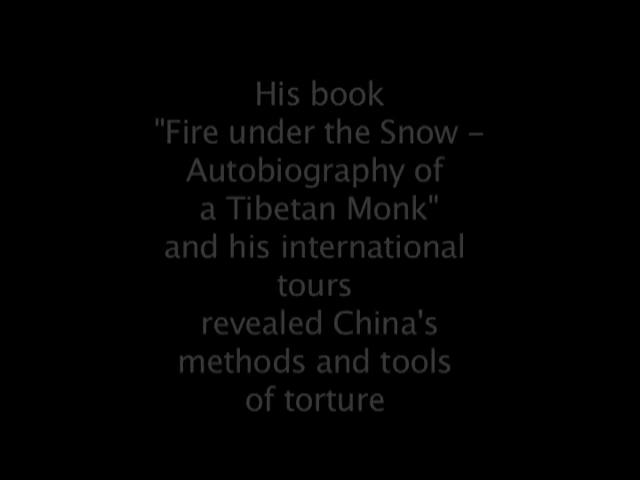 His book
"Fire under the Snow –
Autobiography of
a Tibetan Monk"
and his international
tours
revealed China's
methods and tools
of torture